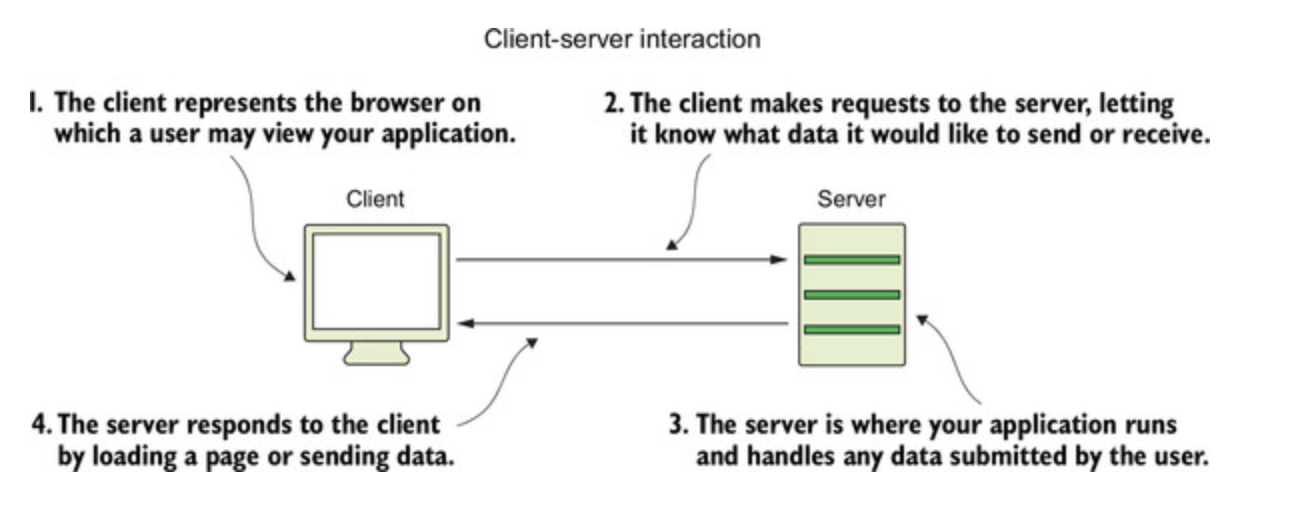 Client-server interaction
1. The client represents the browser on
which a user may view your application.
2. The client makes requests to the server, letting
it know what data it would like to send or receive.
Client
Server
4. The server responds to the client
by loading a page or sending data.
3. The server is where your application runs
and handles any data submitted by the user.